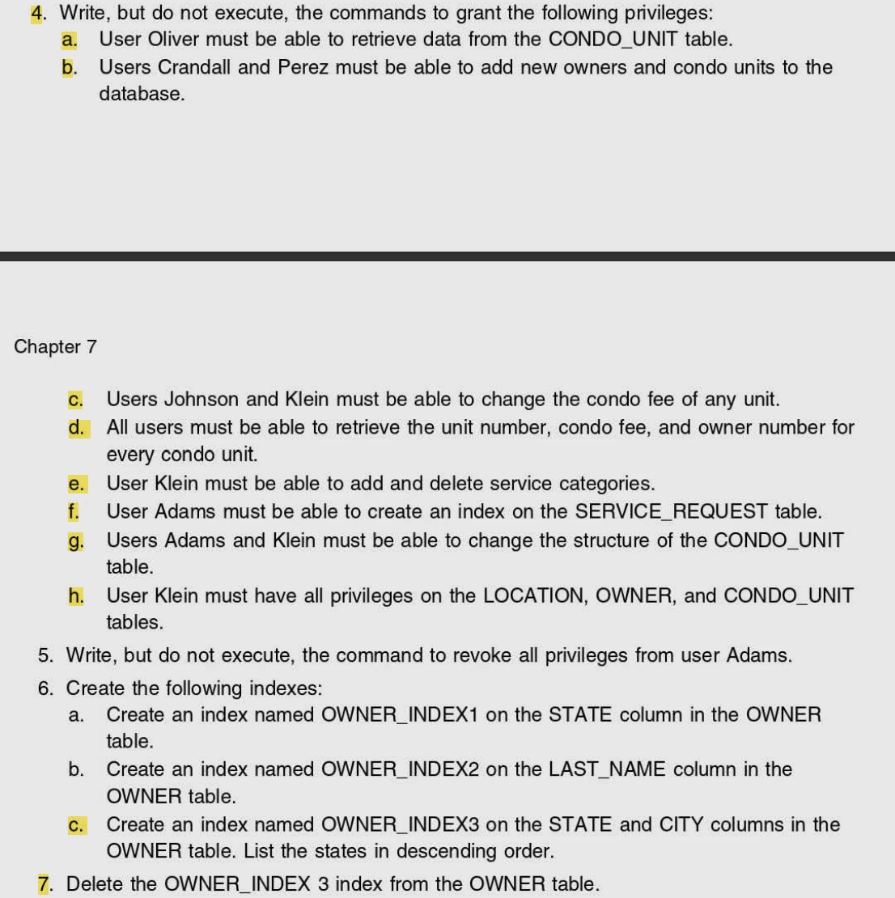 4. Write, but do not execute, the commands to grant the following privileges:
a. User Oliver must be able to retrieve data from the CONDO_UNIT table.
b. Users Crandall and Perez must be able to add new owners and condo units to the
database.
Chapter 7
c. Users Johnson and Klein must be able to change the condo fee of any unit.
d. All users must be able to retrieve the unit number, condo fee, and owner number for
every condo unit.
e. User Klein must be able to add and delete service categories.
f. User Adams must be able to create an index on the SERVICE_REQUEST table.
g. Users Adams and Klein must be able to change the structure of the CONDO_UNIT
table.
h. User Klein must have all privileges on the LOCATION, OWNER, and CONDO_UNIT
tables.
5. Write, but do not execute, the command to revoke all privileges from user Adams.
6. Create the following indexes:
a. Create an index named OWNER_INDEX1 on the STATE column in the OWNER
table.
b. Create an index named OWNER_INDEX2 on the LAST_NAME column in the
OWNER table.
c. Create an index named OWNER_INDEX3 on the STATE and CITY columns in the
OWNER table. List the states in descending order.
7. Delete the OWNER_INDEX 3 index from the OWNER table.